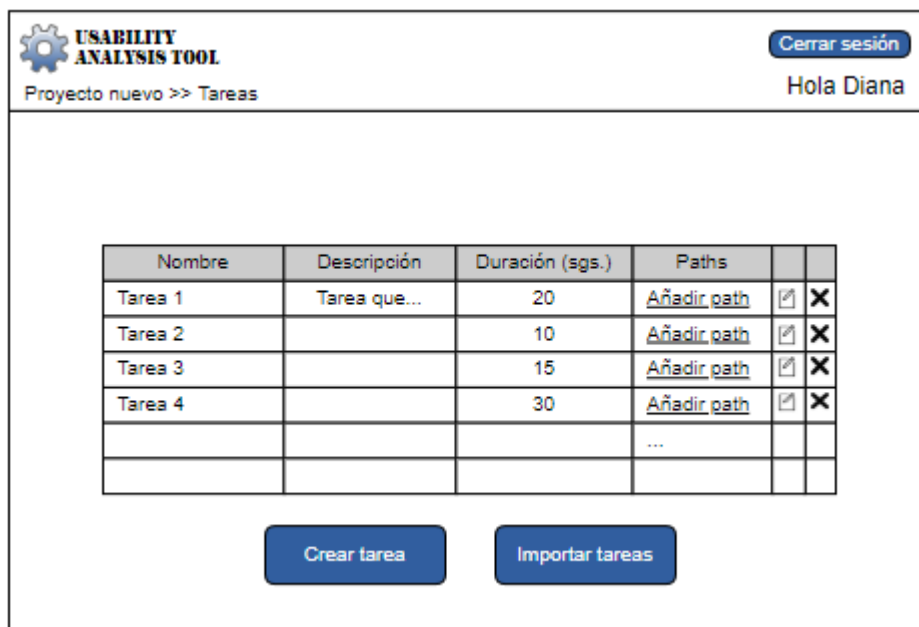 USABILITY
ANALYSIS TOOL
Cerrar sesión
Proyecto nuevo >> Tareas
Hola Diana
Nombre Descripción Duración (sgs.) Paths
Tarea 1 Tarea que... 20 Añadir path
Tarea 2 10 Añadir path
Tarea 3 15 Añadir path
Tarea 4 30 Añadir path
...
Crear tarea Importar tareas